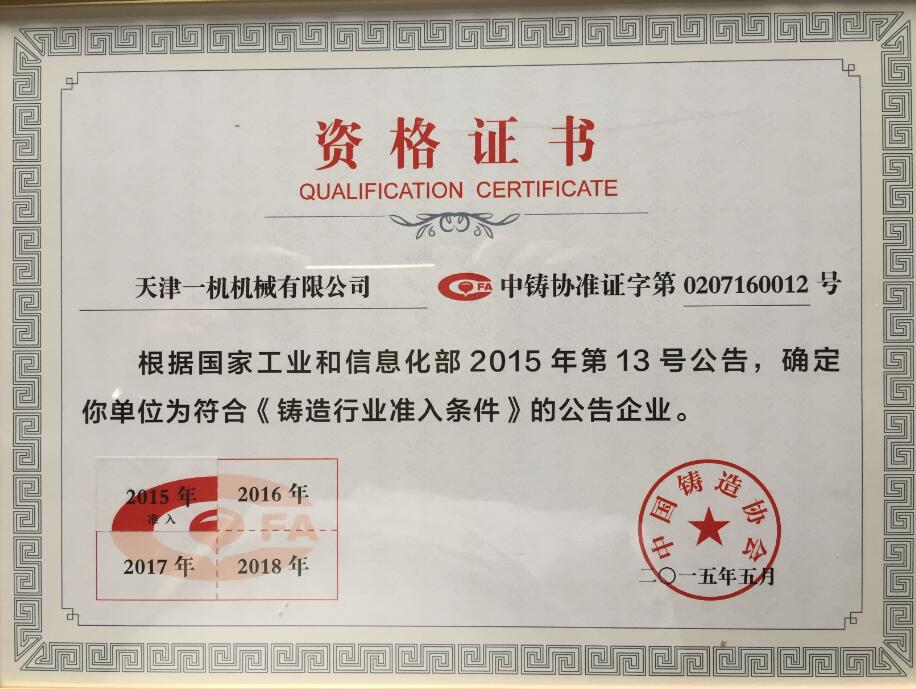 资格证书
QUALIFICATION CERTIFICATE
天津一机机械有限公司 CFA 中铸协准证字第 0207160012 号
根据国家工业和信息化部 2015 年第 13 号公告，确定
你单位为符合《铸造行业准入条件》的公告企业。
2015 年 2016 年
准入
2017 年 2018 年
FA
中国铸造协会
二〇一五年五月